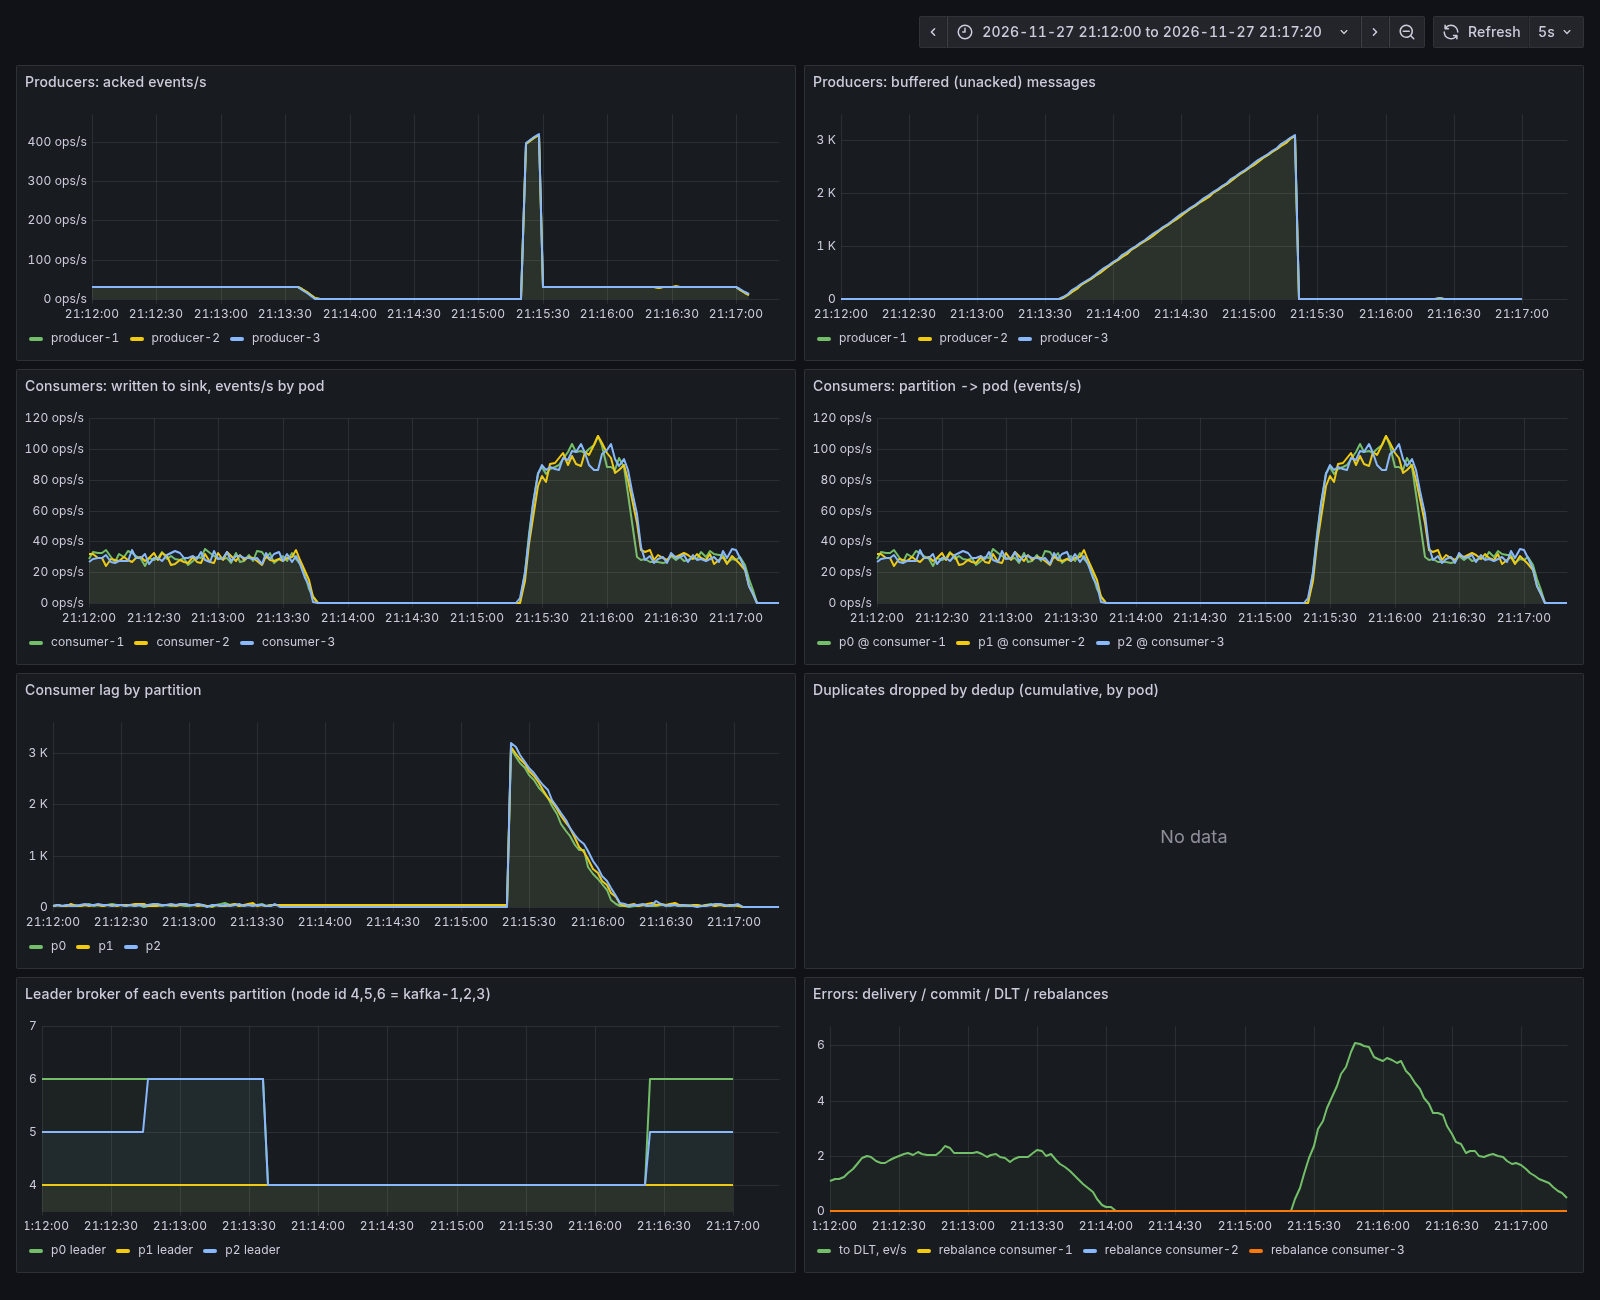 2026-11-27 21:12:00 to 2026-11-27 21:17:20 Refresh 5s
Producers: acked events/s
400 ops/s
300 ops/s
200 ops/s
100 ops/s
0 ops/s
21:12:00 21:12:30 21:13:00 21:13:30 21:14:00 21:14:30 21:15:00 21:15:30 21:16:00 21:16:30 21:17:00
producer-1 producer-2 producer-3
Producers: buffered (unacked) messages
3 K
2 K
1 K
0
21:12:00 21:12:30 21:13:00 21:13:30 21:14:00 21:14:30 21:15:00 21:15:30 21:16:00 21:16:30 21:17:00
producer-1 producer-2 producer-3
Consumers: written to sink, events/s by pod
120 ops/s
100 ops/s
80 ops/s
60 ops/s
40 ops/s
20 ops/s
0 ops/s
21:12:00 21:12:30 21:13:00 21:13:30 21:14:00 21:14:30 21:15:00 21:15:30 21:16:00 21:16:30 21:17:00
consumer-1 consumer-2 consumer-3
Consumers: partition -> pod (events/s)
120 ops/s
100 ops/s
80 ops/s
60 ops/s
40 ops/s
20 ops/s
0 ops/s
21:12:00 21:12:30 21:13:00 21:13:30 21:14:00 21:14:30 21:15:00 21:15:30 21:16:00 21:16:30 21:17:00
p0 @ consumer-1 p1 @ consumer-2 p2 @ consumer-3
Consumer lag by partition
3 K
2 K
1 K
0
21:12:00 21:12:30 21:13:00 21:13:30 21:14:00 21:14:30 21:15:00 21:15:30 21:16:00 21:16:30 21:17:00
p0 p1 p2
Duplicates dropped by dedup (cumulative, by pod)
No data
Leader broker of each events partition (node id 4,5,6 = kafka-1,2,3)
7
6
5
4
1:12:00 21:12:30 21:13:00 21:13:30 21:14:00 21:14:30 21:15:00 21:15:30 21:16:00 21:16:30 21:17:00
p0 leader p1 leader p2 leader
Errors: delivery / commit / DLT / rebalances
6
4
2
0
1:12:00 21:12:30 21:13:00 21:13:30 21:14:00 21:14:30 21:15:00 21:15:30 21:16:00 21:16:30 21:17:00
to DLT, ev/s rebalance consumer-1 rebalance consumer-2 rebalance consumer-3